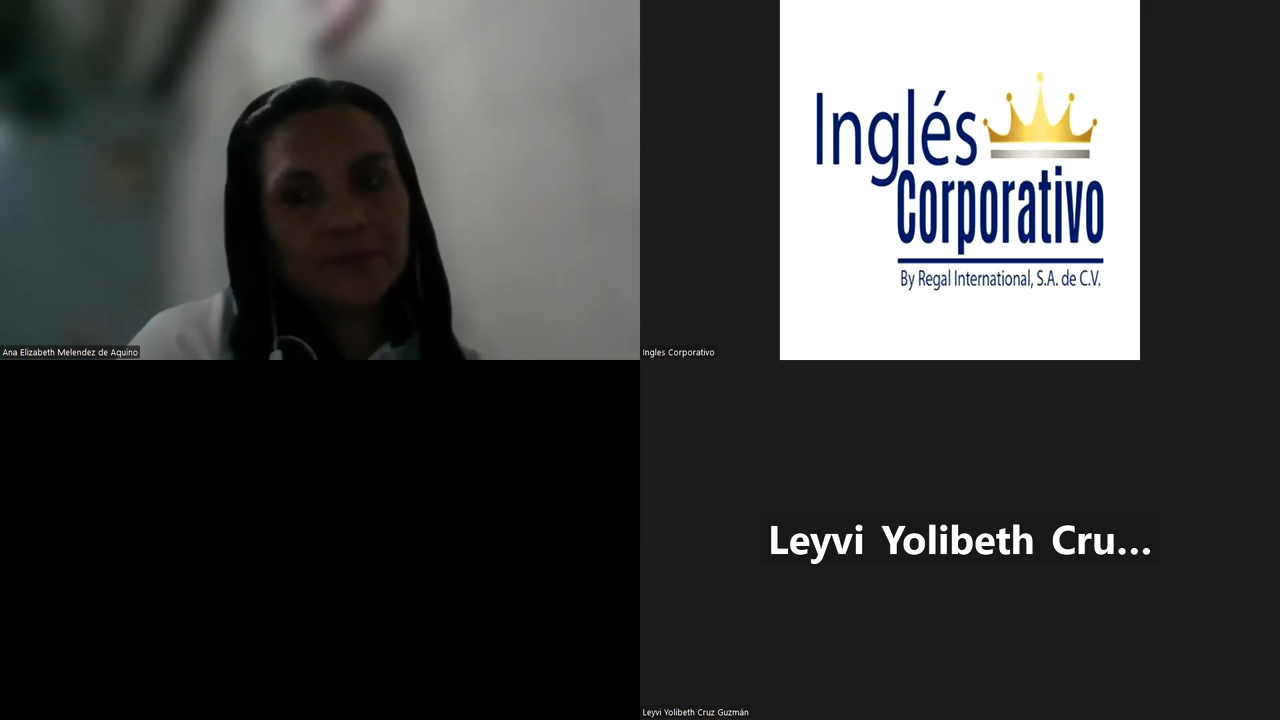 Inglés
Corporativo
By Regal International, S.A. de C.V.
Ana Elizabeth Melendez de Aquino
Ingles Corporativo
Leyvi Yolibeth Cru...
Leyvi Yolibeth Cruz Guzmán